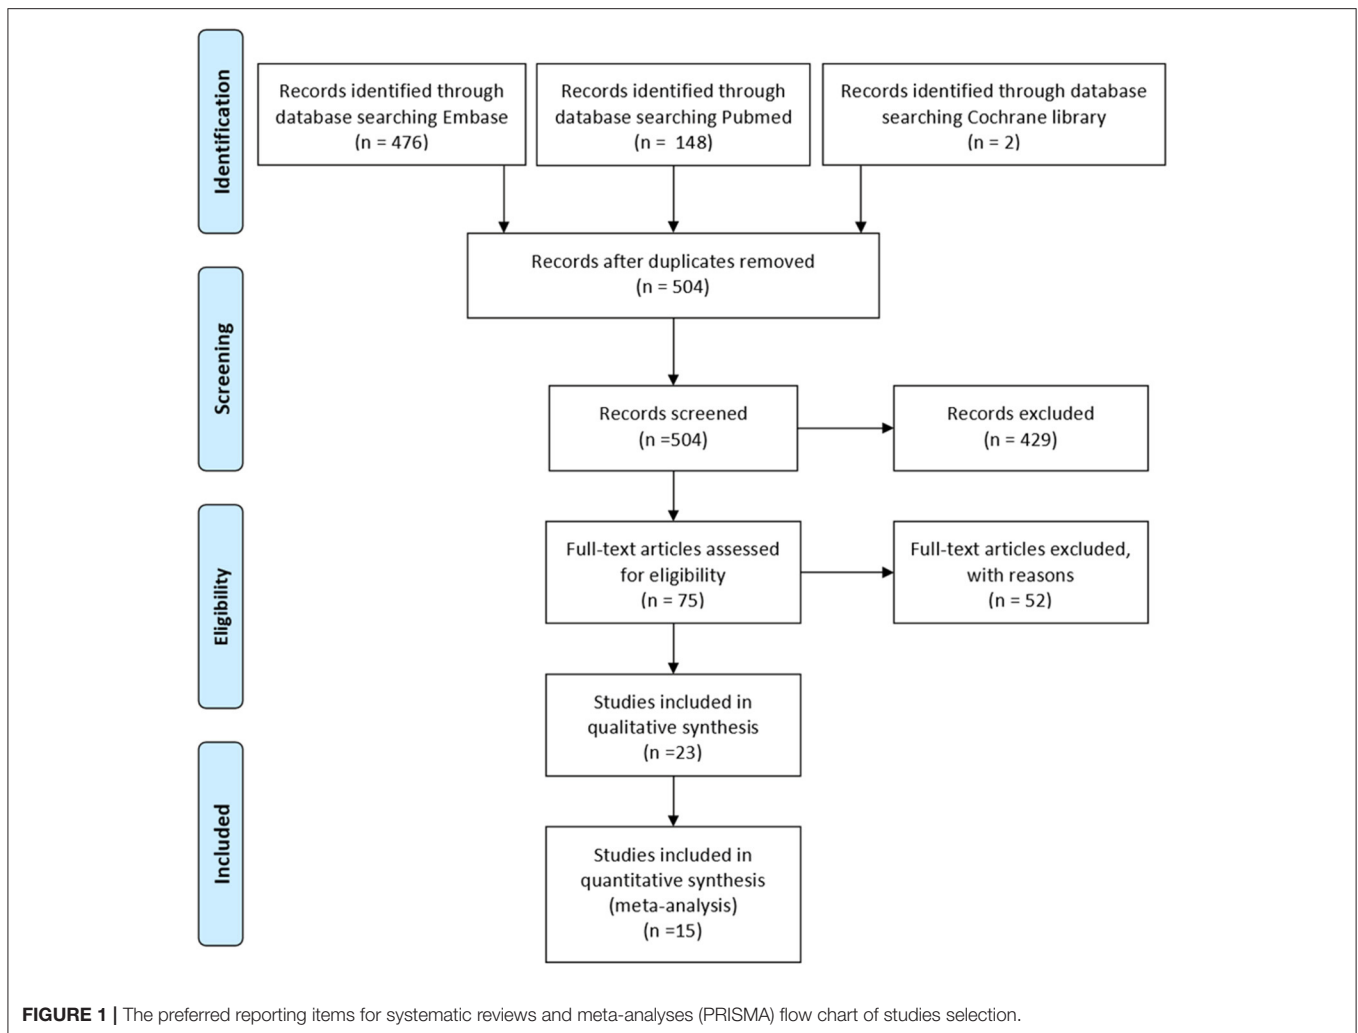 Identification
Records identified through
database searching Embase
(n = 476)
Records identified through
database searching Pubmed
(n =  148)
Records identified through database
searching Cochrane library
(n = 2)
Records after duplicates removed
(n = 504)
Screening
Records screened
(n =504)
Records excluded
(n = 429)
Eligibility
Full-text articles assessed
for eligibility
(n = 75)
Full-text articles excluded,
with reasons
(n = 52)
Studies included in
qualitative synthesis
(n =23)
Included
Studies included in
quantitative synthesis
(meta-analysis)
(n =15)
FIGURE 1 | The preferred reporting items for systematic reviews and meta-analyses (PRISMA) flow chart of studies selection.